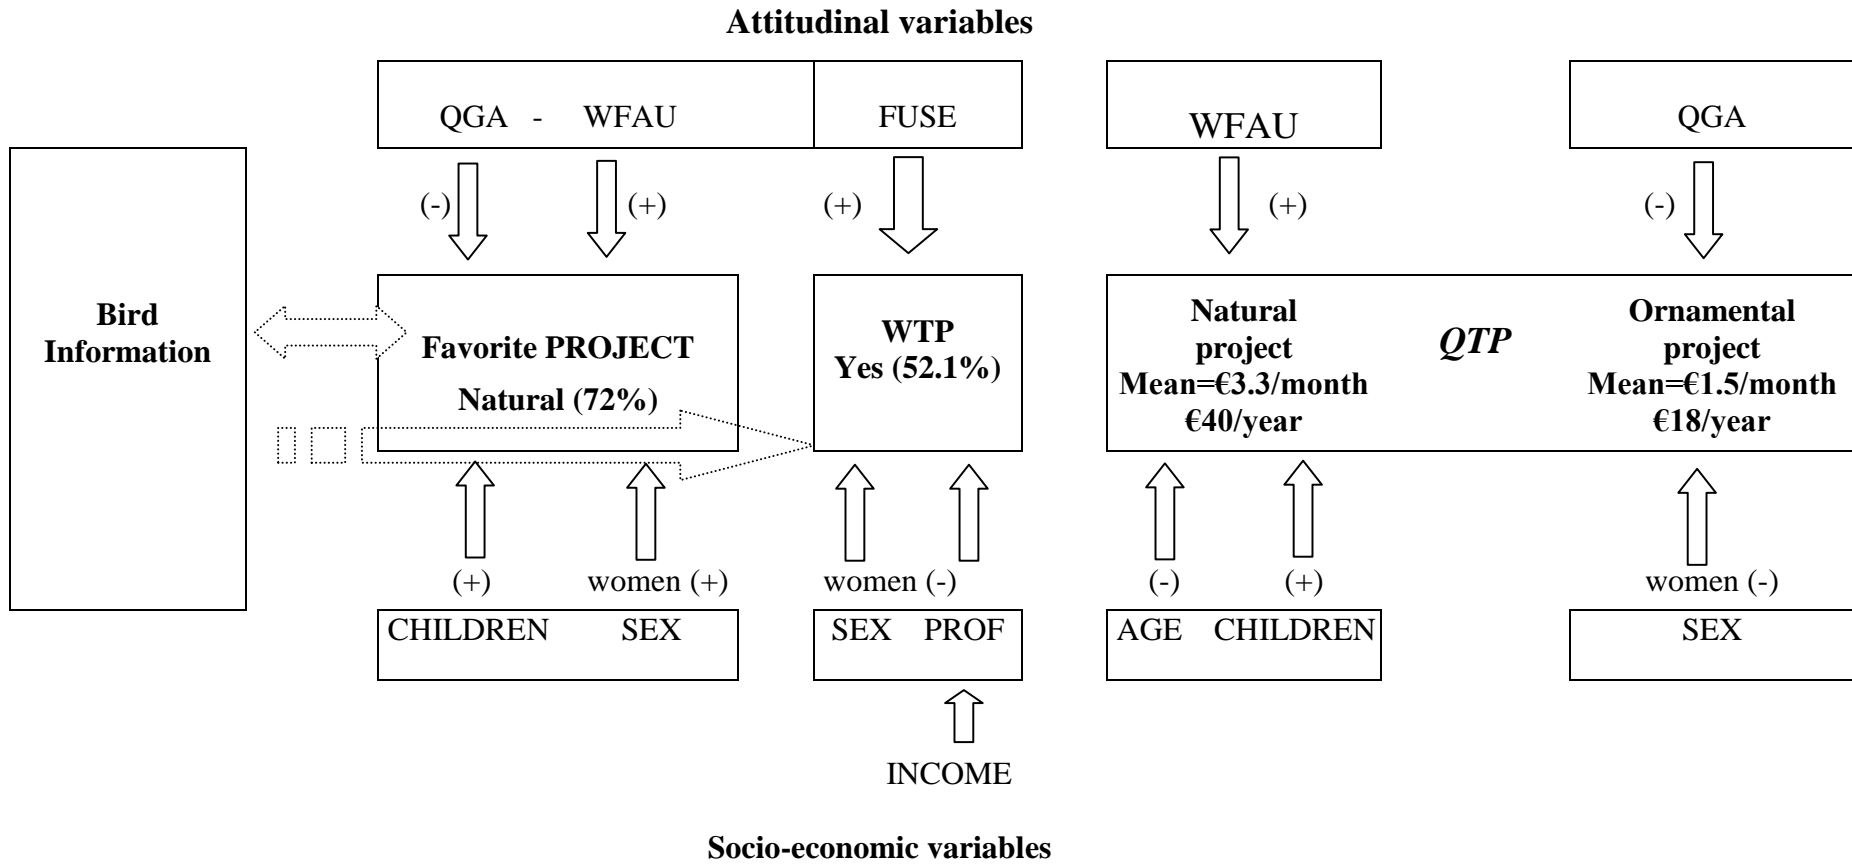 Attitudinal variables
QGA - WFAU
FUSE
WFAU
QGA
(-)
(+)
(+)
(+)
(-)
Bird
Information
Favorite PROJECT
Natural (72%)
WTP
Yes (52.1%)
Natural
project
Mean=€3.3/month
€40/year
QTP
Ornamental
project
Mean=€1.5/month
€18/year
(+)
women (+)
women (-)
(-)
(+)
women (-)
CHILDREN SEX
SEX PROF
AGE CHILDREN
SEX
INCOME
Socio-economic variables